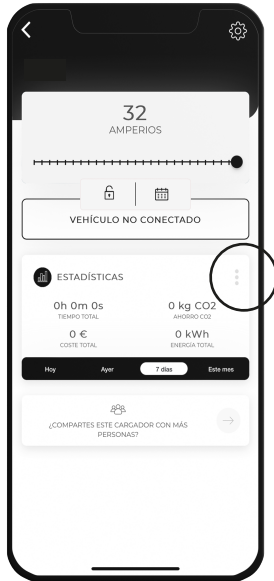 32
AMPERIOS
VEHÍCULO NO CONECTADO
ESTADÍSTICAS
0h 0m 0s
TIEMPO TOTAL
0 kg CO2
AHORRO CO2
0 €
COSTE TOTAL
0 kWh
ENERGÍA TOTAL
Hoy Ayer 7 días Este mes
¿COMPARTES ESTE CARGADOR CON MÁS
PERSONAS?